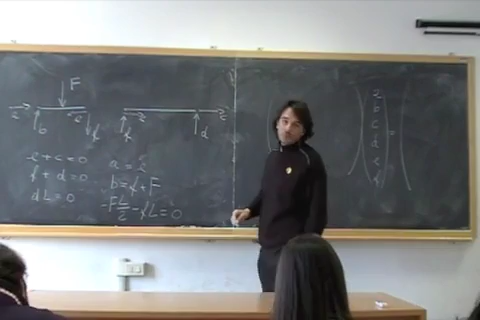 F
e c c e
b f f d
e + c = 0
f + d = 0
dL = 0
b = f + F
-F L/2 - fL = 0
a
b
c
d
e
f
=